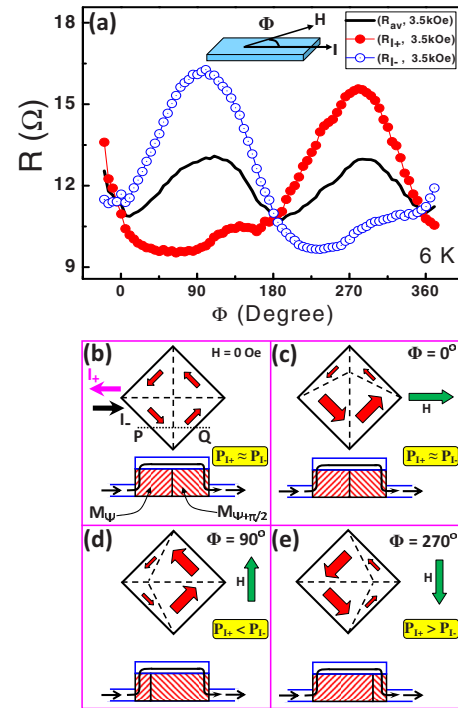 (a)
Φ
H
I
(R_av, 3.5kOe)
(R_I+, 3.5kOe)
(R_I-, 3.5kOe)
18
15
12
9
R (Ω)
6 K
0 90 180 270 360
Φ (Degree)
(b)
H = 0 Oe
I+
I-
P Q
P_I+ ≈ P_I-
M_Ψ M_Ψ+π/2
(c) Φ = 0°
H
P_I+ ≈ P_I-
(d) Φ = 90°
H
P_I+ < P_I-
(e) Φ = 270°
H
P_I+ > P_I-